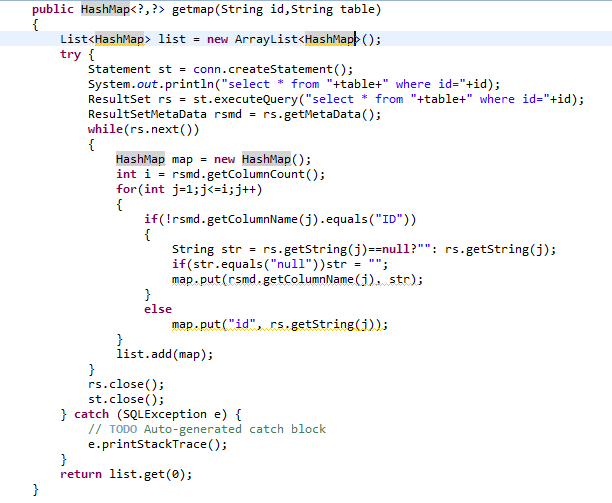 public HashMap<?,?> getmap(String id,String table)
{
List<HashMap> list = new ArrayList<HashMap>();
try {
Statement st = conn.createStatement();
System.out.println("select * from "+table+" where id="+id);
ResultSet rs = st.executeQuery("select * from "+table+" where id="+id);
ResultSetMetaData rsmd = rs.getMetaData();
while(rs.next())
{
HashMap map = new HashMap();
int i = rsmd.getColumnCount();
for(int j=1;j<=i;j++)
{
if(!rsmd.getColumnName(j).equals("ID"))
{
String str = rs.getString(j)==null?"": rs.getString(j);
if(str.equals("null"))str = "";
map.put(rsmd.getColumnName(j), str);
}
else
map.put("id", rs.getString(j));
}
list.add(map);
}
rs.close();
st.close();
} catch (SQLException e) {
// TODO Auto-generated catch block
e.printStackTrace();
}
return list.get(0);
}